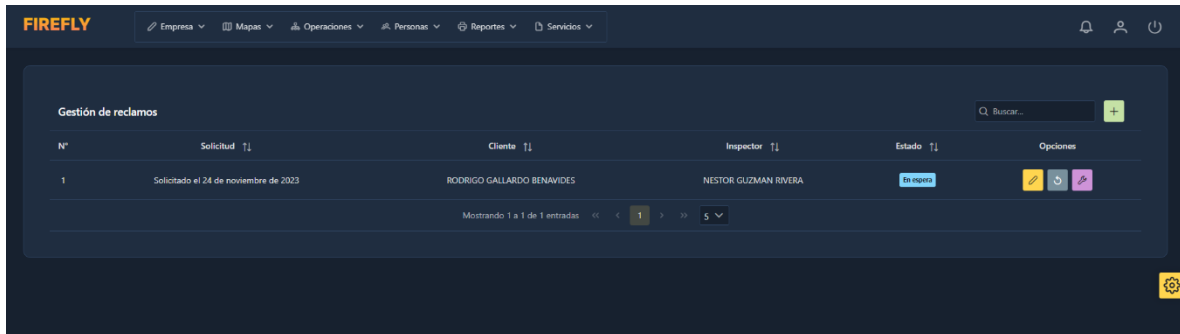 FIREFLY Empresa Mapas Operaciones Personas Reportes Servicios
Gestión de reclamos Buscar...
N° Solicitud Cliente Inspector Estado Opciones
1 Solicitado el 24 de noviembre de 2023 RODRIGO GALLARDO BENAVIDES NESTOR GUZMAN RIVERA En espera
Mostrando 1 a 1 de 1 entradas << < 1 > >> 5